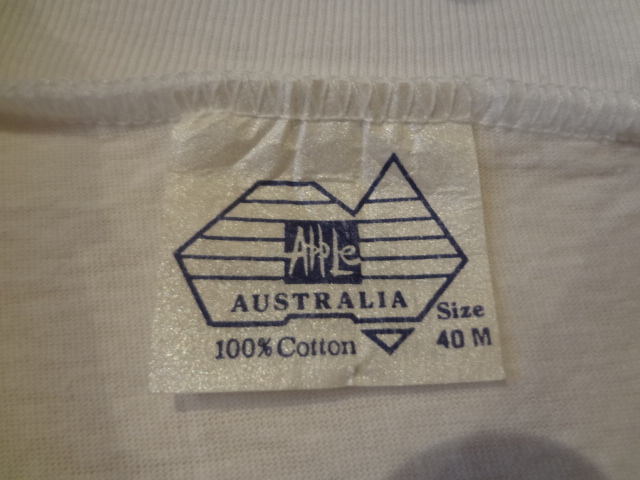 Apple
AUSTRALIA
Size
100% Cotton
40 M